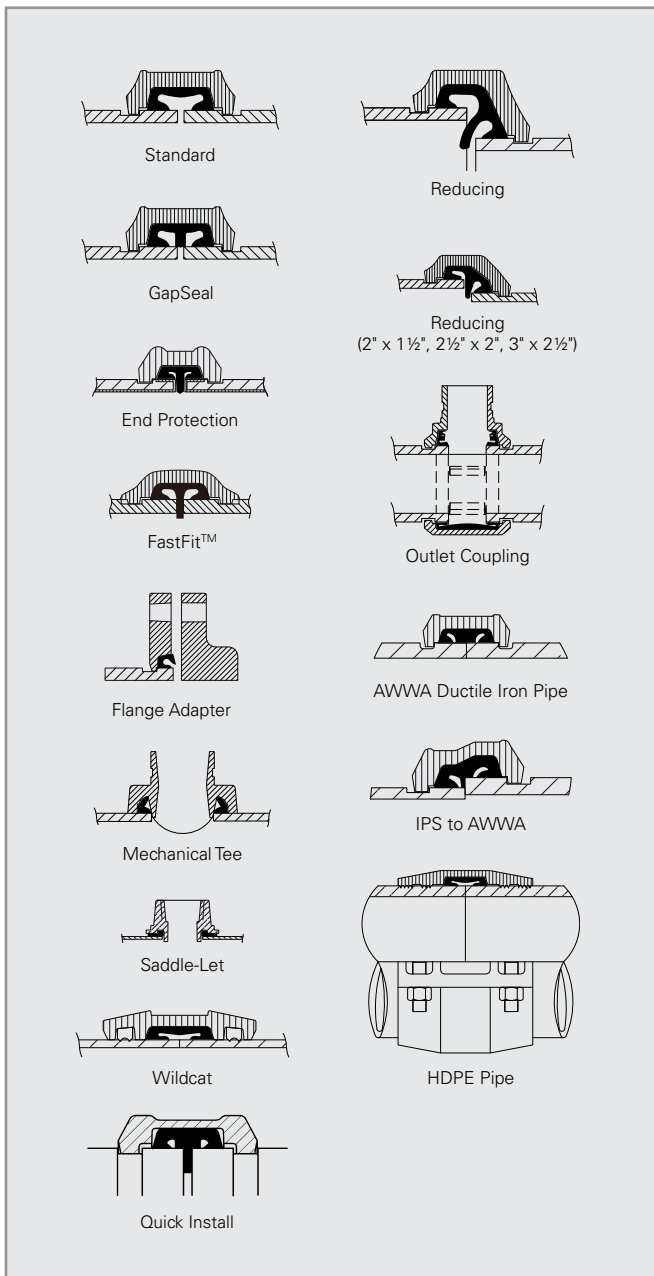 Standard
GapSeal
End Protection
FastFit™
Flange Adapter
Mechanical Tee
Saddle-Let
Wildcat
Quick Install
Reducing
Reducing
(2" x 1½", 2½" x 2", 3" x 2½")
Outlet Coupling
AWWA Ductile Iron Pipe
IPS to AWWA
HDPE Pipe